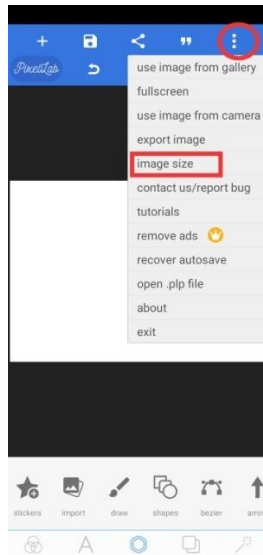 PixelLab
use image from gallery
fullscreen
use image from camera
export image
image size
contact us/report bug
tutorials
remove ads
recover autosave
open .plp file
about
exit
stickers import draw shapes bezier arro